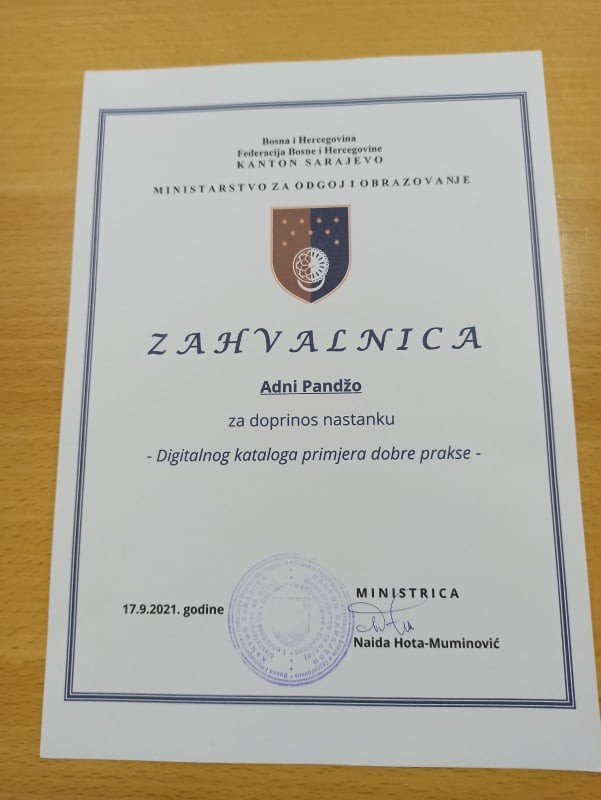 Bosna i Hercegovina
Federacija Bosne i Hercegovine
KANTON SARAJEVO
MINISTARSTVO ZA ODGOJ I OBRAZOVANJE
ZAHVALNICA
Adni Pandžo
za doprinos nastanku
- Digitalnog kataloga primjera dobre prakse -
MINISTRICA
17.9.2021. godine
Naida Hota-Muminović